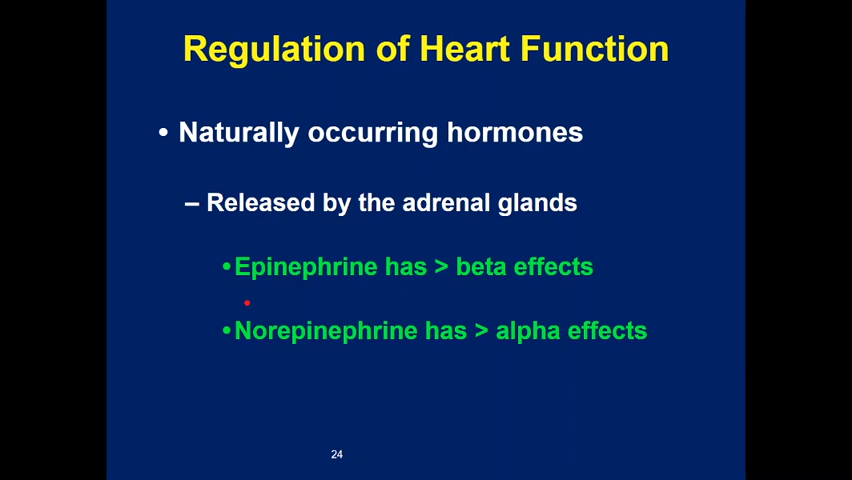 Regulation of Heart Function
• Naturally occurring hormones
– Released by the adrenal glands
•Epinephrine has > beta effects
•Norepinephrine has > alpha effects
24